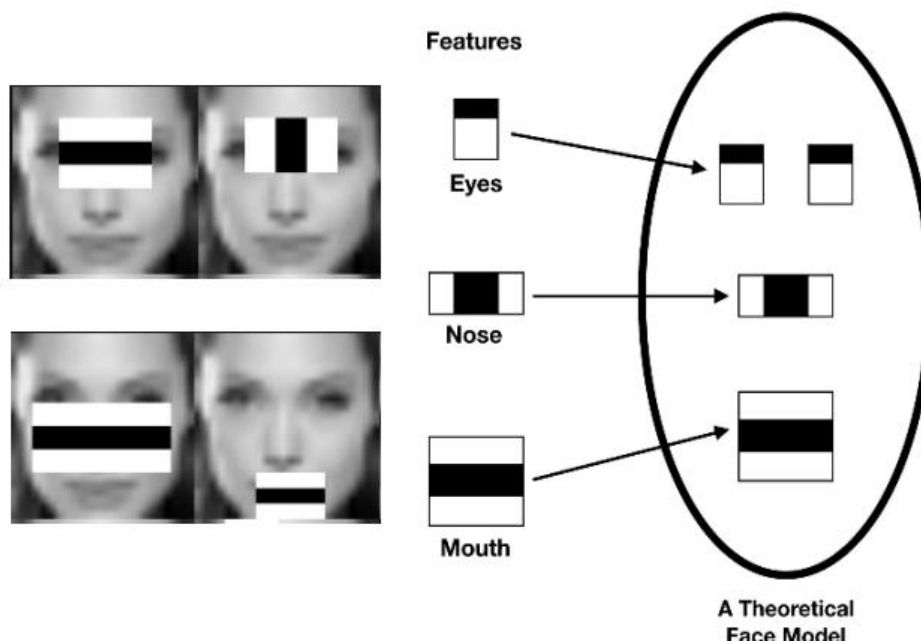 Features
Eyes
Nose
Mouth
A Theoretical
Face Model